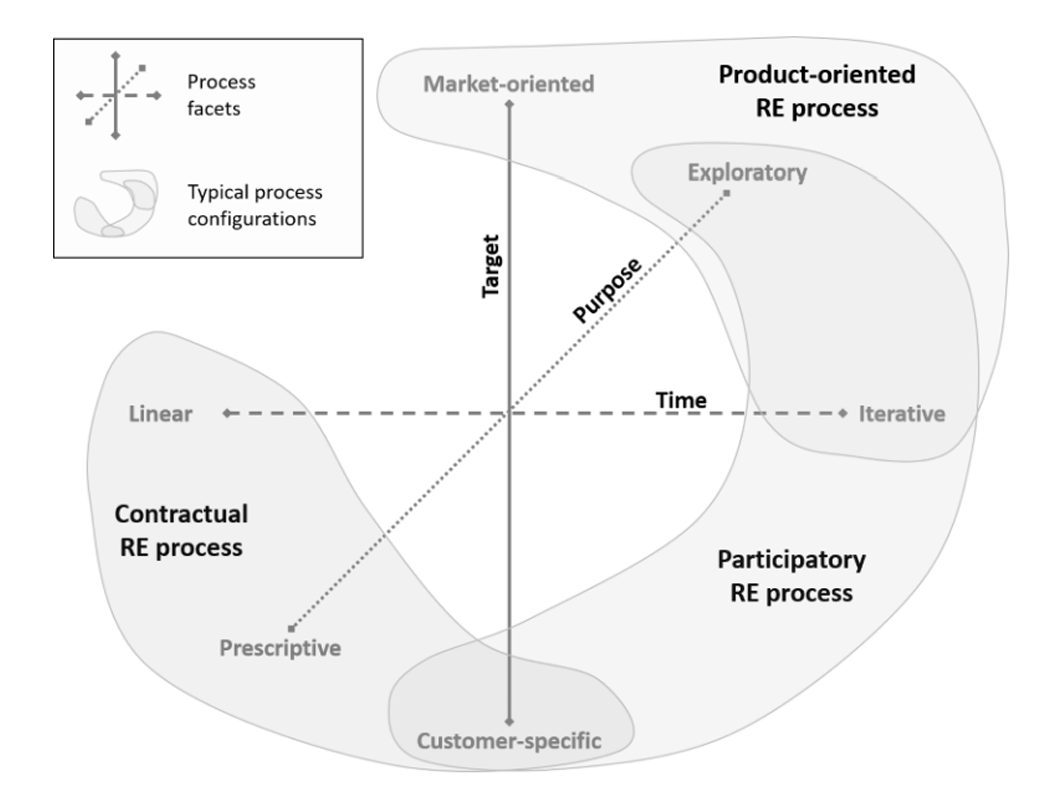 Process
facets
Typical process
configurations
Market-oriented
Product-oriented
RE process
Exploratory
Target
Purpose
Time
Linear
Iterative
Contractual
RE process
Participatory
RE process
Prescriptive
Customer-specific